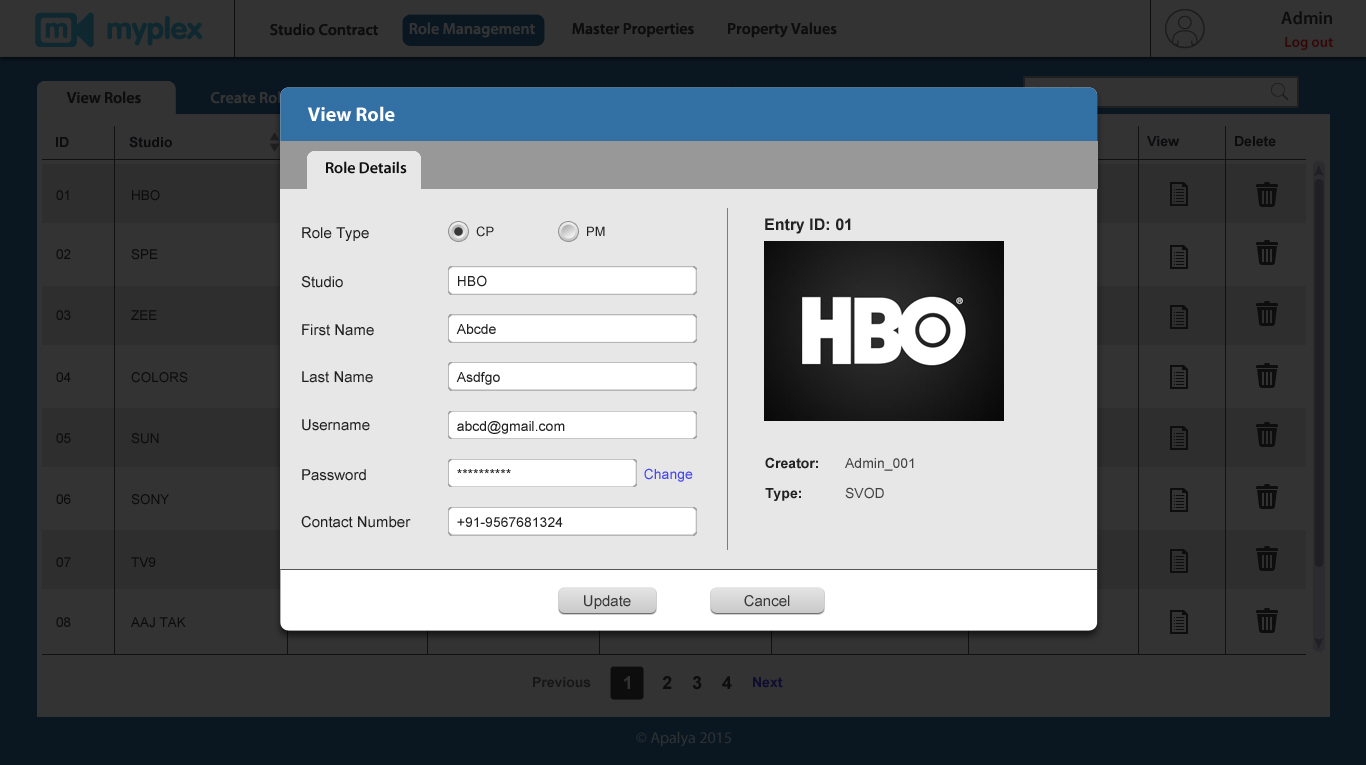 myplex
Studio Contract
Role Management
Master Properties
Property Values
Admin
Log out
View Roles
Create Rol
ID
Studio
View
Delete
01
HBO
02
SPE
03
ZEE
04
COLORS
05
SUN
06
SONY
07
TV9
08
AAJ TAK
View Role
Role Details
Role Type
CP
PM
Studio
HBO
First Name
Abcde
Last Name
Asdfgo
Username
abcd@gmail.com
Password
**********
Change
Contact Number
+91-9567681324
Entry ID: 01
HBO®
Creator:
Admin_001
Type:
SVOD
Update
Cancel
Previous
1
2
3
4
Next
© Apalya 2015